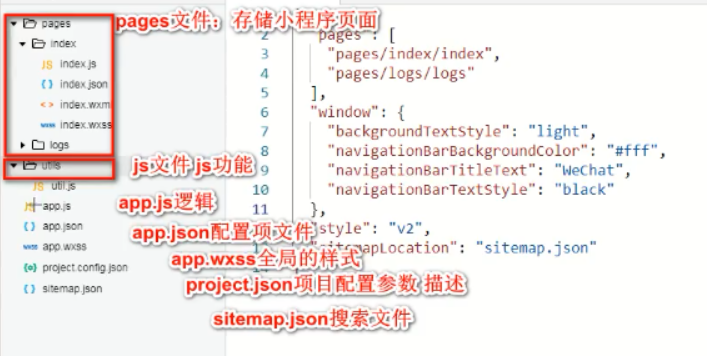 pages
pages文件：存储小程序页面
index
JS index.js
{ } index.json
< > index.wxml
wxss index.wxss
logs
utils
js文件 js功能
JS util.js
JS app.js
app.js逻辑
{ } app.json
app.json配置项文件
wxss app.wxss
app.wxss全局的样式
{o} project.config.json
project.json项目配置参数 描述
{ } sitemap.json
sitemap.json搜索文件
2 "pages": [
3 "pages/index/index",
4 "pages/logs/logs"
5 ],
6 "window": {
7 "backgroundTextStyle": "light",
8 "navigationBarBackgroundColor": "#fff",
9 "navigationBarTitleText": "WeChat",
10 "navigationBarTextStyle": "black"
11 },
"style": "v2",
"sitemapLocation": "sitemap.json"